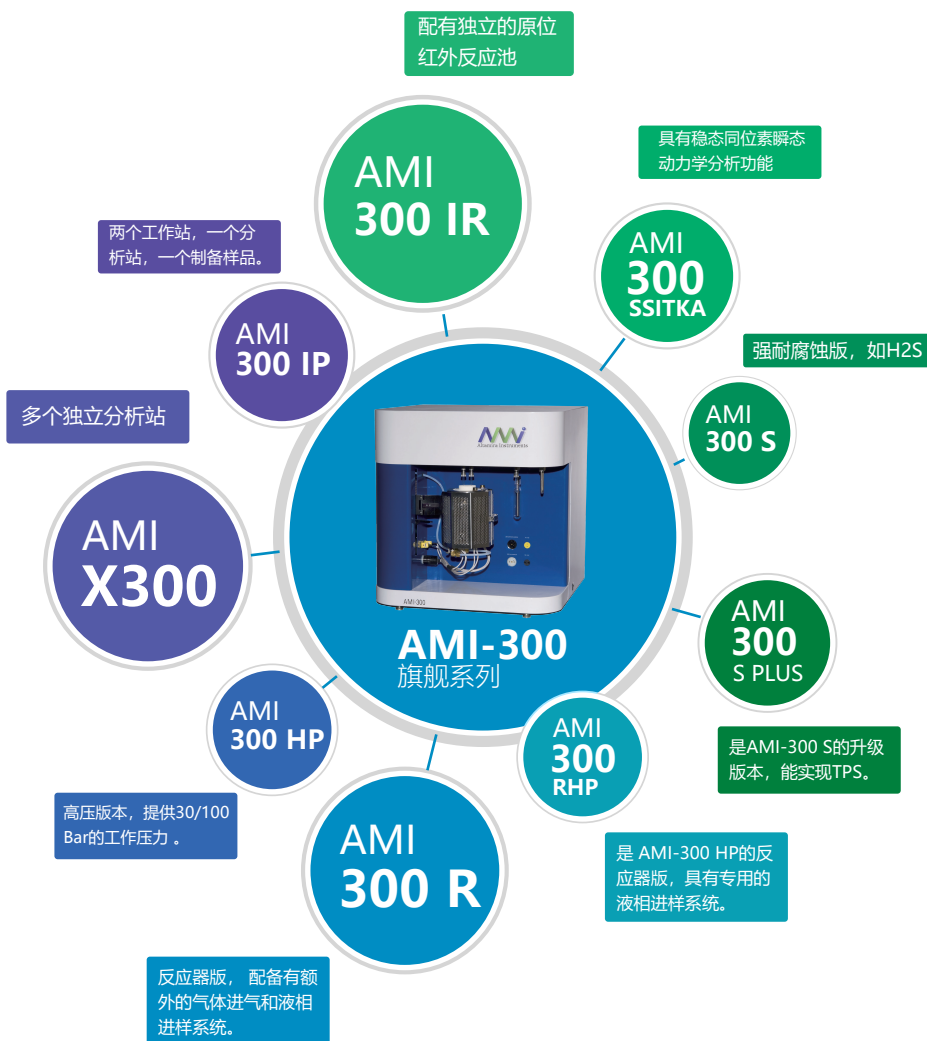 配有独立的原位
红外反应池
AMI
300 IR
具有稳态同位素瞬态
动力学分析功能
AMI
300
SSITKA
两个工作站，一个分
析站，一个制备样品。
AMI
300 IP
强耐腐蚀版，如H2S
AMI
300 S
多个独立分析站
AMI
X300
AMi
Altamira Instruments
AMI-300
AMI-300
旗舰系列
AMI
300
S PLUS
是AMI-300 S的升级
版本，能实现TPS。
AMI
300 HP
高压版本，提供30/100
Bar的工作压力 。
AMI
300
RHP
是 AMI-300 HP的反
应器版，具有专用的
液相进样系统。
AMI
300 R
反应器版， 配备有额
外的气体进气和液相
进样系统。